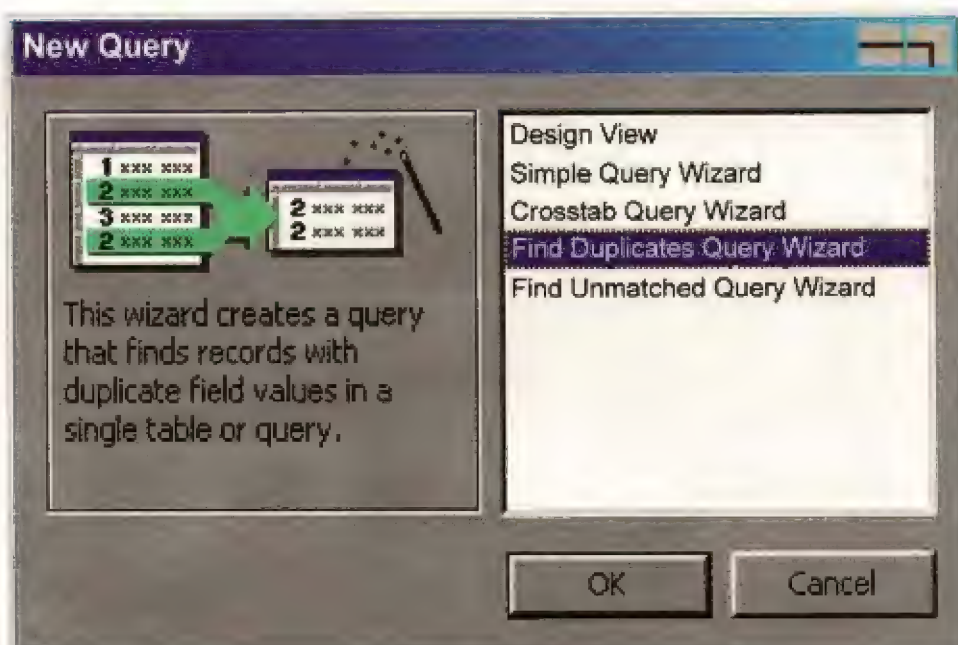 New Query
1 xxx xxx
2 xxx xxx
3 xxx xxx
2 xxx xxx
2 xxx xxx
2 xxx xxx
This wizard creates a query
that finds records with
duplicate field values in a
single table or query.
Design View
Simple Query Wizard
Crosstab Query Wizard
Find Duplicates Query Wizard
Find Unmatched Query Wizard
OK
Cancel